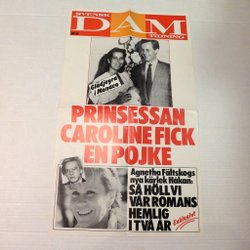 SVENSK
DAM
TIDNING
Glädjeyra
i Monaco
PRINSESSAN
CAROLINE FICK
EN POJKE
Agnetha Fältskogs
nya kärlek Håkan:
SÅ HÖLL VI
VÅR ROMANS
HEMLIG
I TVÅ ÅR
Exklusivt